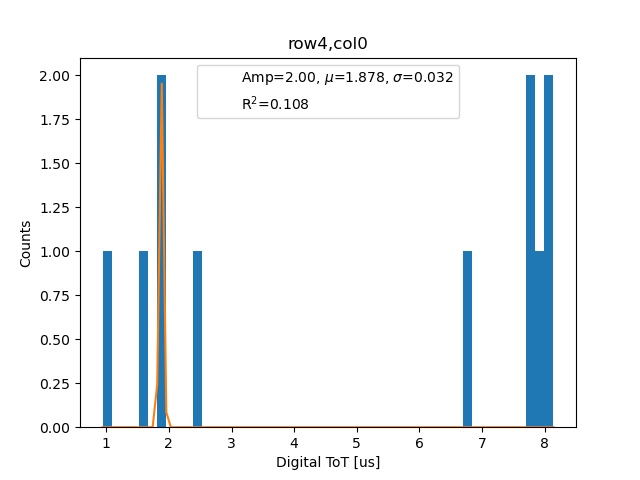 row4,col0
Amp=2.00, μ=1.878, σ=0.032
R²=0.108
2.00
1.75
1.50
1.25
1.00
0.75
0.50
0.25
0.00
Counts
1 2 3 4 5 6 7 8
Digital ToT [us]